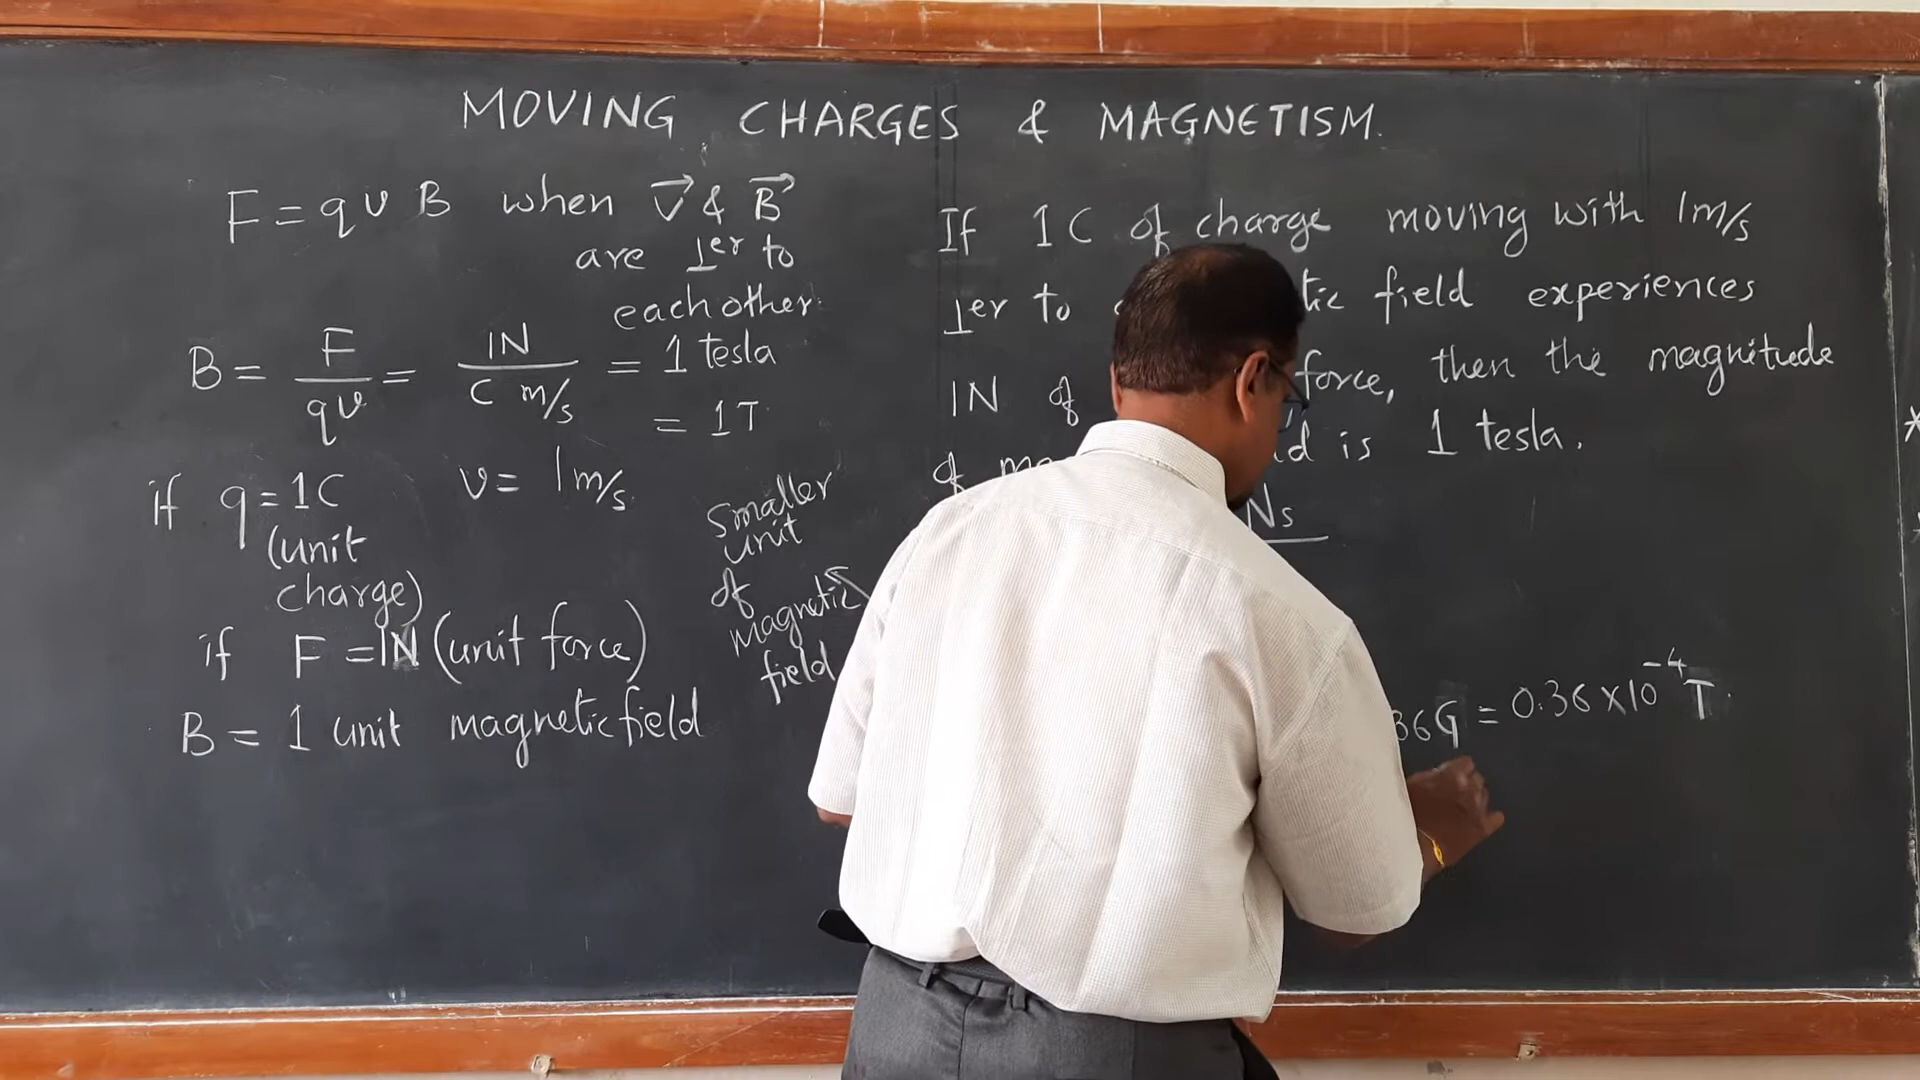 MOVING CHARGES & MAGNETISM.
F = q v B when v⃗ & B⃗
are ⊥er to
each other.
B = F/qv = 1N/C m/s = 1 tesla
= 1T
if q = 1C v = 1m/s
(unit
charge)
if F = 1N (unit force)
B = 1 unit magnetic field
smaller
unit
of
magnetic
field
If 1C of charge moving with 1m/s
⊥er to tic field experiences
1N of force, then the magnitude
of d is 1 tesla.
Ns
36G = 0.36 × 10⁻⁴ T.